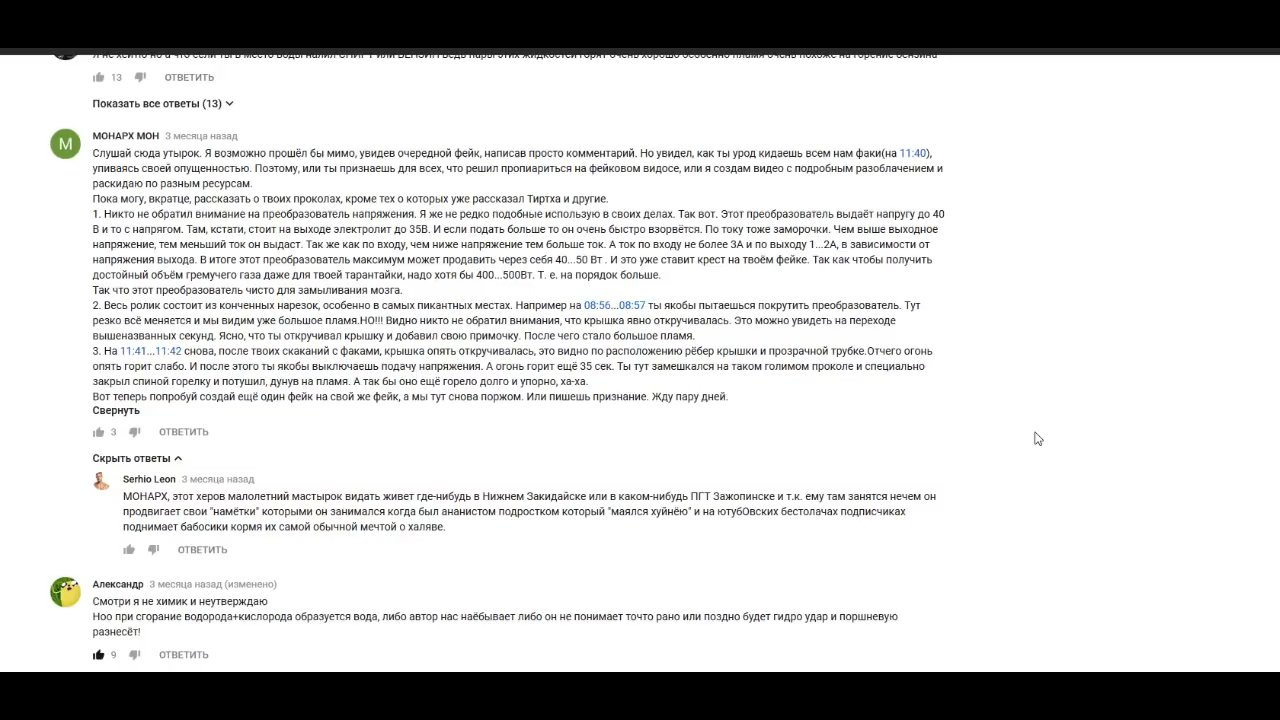 13 ОТВЕТИТЬ
Показать все ответы (13)
М
МОНАРХ МОН 3 месяца назад
Слушай сюда утырок. Я возможно прошёл бы мимо, увидев очередной фейк, написав просто комментарий. Но увидел, как ты урод кидаешь всем нам факи(на 11:40),
упиваясь своей опущенностью. Поэтому, или ты признаешь для всех, что решил пропиариться на фейковом видосе, или я создам видео с подробным разоблачением и
раскидаю по разным ресурсам.
Пока могу, вкратце, рассказать о твоих проколах, кроме тех о которых уже рассказал Тиртха и другие.
1. Никто не обратил внимание на преобразователь напряжения. Я же не редко подобные использую в своих делах. Так вот. Этот преобразователь выдаёт напругу до 40
В и то с напрягом. Там, кстати, стоит на выходе электролит до 35В. И если подать больше то он очень быстро взорвётся. По току тоже заморочки. Чем выше выходное
напряжение, тем меньший ток он выдаст. Так же как по входу, чем ниже напряжение тем больше ток. А ток по входу не более 3А и по выходу 1...2А, в зависимости от
напряжения выхода. В итоге этот преобразователь максимум может продавить через себя 40...50 Вт . И это уже ставит крест на твоём фейке. Так как чтобы получить
достойный объём гремучего газа даже для твоей тарантайки, надо хотя бы 400...500Вт. Т. е. на порядок больше.
Так что этот преобразователь чисто для замыливания мозга.
2. Весь ролик состоит из конченных нарезок, особенно в самых пикантных местах. Например на 08:56...08:57 ты якобы пытаешься покрутить преобразователь. Тут
резко всё меняется и мы видим уже большое пламя.НО!!! Видно никто не обратил внимания, что крышка явно откручивалась. Это можно увидеть на переходе
вышеназванных секунд. Ясно, что ты откручивал крышку и добавил свою примочку. После чего стало большое пламя.
3. На 11:41...11:42 снова, после твоих скаканий с факами, крышка опять откручивалась, это видно по расположению рёбер крышки и прозрачной трубке.Отчего огонь
опять горит слабо. И после этого ты якобы выключаешь подачу напряжения. А огонь горит ещё 35 сек. Ты тут замешкался на таком голимом проколе и специально
закрыл спиной горелку и потушил, дунув на пламя. А так бы оно ещё горело долго и упорно, ха-ха.
Вот теперь попробуй создай ещё один фейк на свой же фейк, а мы тут снова поржом. Или пишешь признание. Жду пару дней.
Свернуть
3 ОТВЕТИТЬ
Скрыть ответы
Serhio Leon 3 месяца назад
МОНАРХ, этот херов малолетний мастырок видать живет где-нибудь в Нижнем Закидайске или в каком-нибудь ПГТ Зажопинске и т.к. ему там занятся нечем он
продвигает свои "намётки" которыми он занимался когда был ананистом подростком который "маялся хуйнёю" и на ютубОвских бестолачах подписчиках
поднимает бабосики кормя их самой обычной мечтой о халяве.
ОТВЕТИТЬ
Александр 3 месяца назад (изменено)
Смотри я не химик и неутверждаю
Ноо при сгорание водорода+кислорода образуется вода, либо автор нас наёбывает либо он не понимает точто рано или поздно будет гидро удар и поршневую
разнесёт!
9 ОТВЕТИТЬ